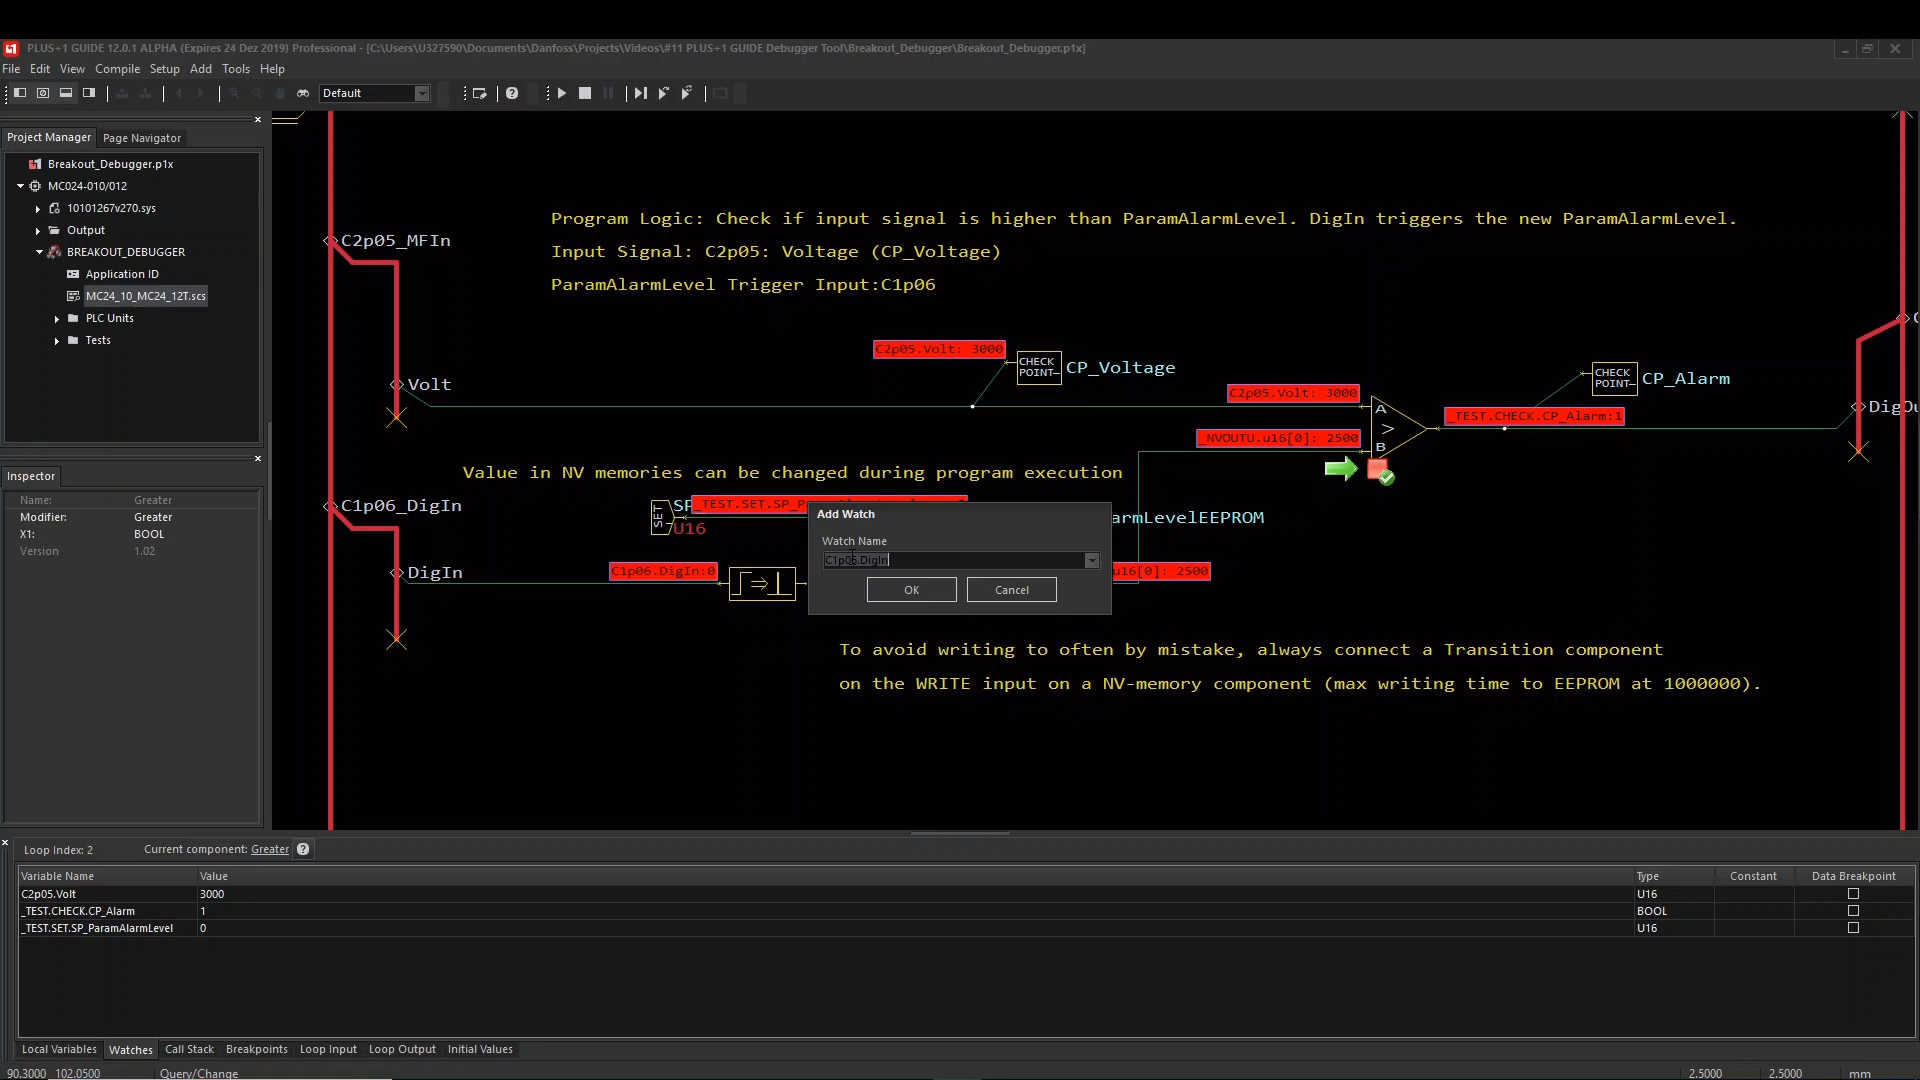 PLUS+1 GUIDE 12.0.1 ALPHA (Expires 24 Dez 2019) Professional - [C:\Users\U327590\Documents\Danfoss\Projects\Videos\#11 PLUS+1 GUIDE Debugger Tool\Breakout_Debugger\Breakout_Debugger.p1x]
File Edit View Compile Setup Add Tools Help
Default
Project Manager Page Navigator
Breakout_Debugger.p1x
MC024-010/012
10101267v270.sys
Output
BREAKOUT_DEBUGGER
Application ID
MC24_10_MC24_12T.scs
PLC Units
Tests
Inspector
Name: Greater
Modifier: Greater
X1: BOOL
Version 1.02
C2p05_MFIn
Program Logic: Check if input signal is higher than ParamAlarmLevel. DigIn triggers the new ParamAlarmLevel.
Input Signal: C2p05: Voltage (CP_Voltage)
ParamAlarmLevel Trigger Input:C1p06
C2p05.Volt: 3000
CHECK
POINT
CP_Voltage
Volt
C2p05.Volt: 3000
CHECK
POINT
CP_Alarm
A
>
B
_TEST.CHECK.CP_Alarm:1
_NVOUTU.u16[0]: 2500
Value in NV memories can be changed during program execution
C1p06_DigIn
SET
SP
_TEST.SET.SP_P
U16
armLevelEEPROM
DigIn
C1p06.DigIn:0
u16[0]: 2500
Add Watch
Watch Name
C1p06.DigIn
OK Cancel
To avoid writing to often by mistake, always connect a Transition component
on the WRITE input on a NV-memory component (max writing time to EEPROM at 1000000).
Loop Index: 2 Current component: Greater
Variable Name Value Type Constant Data Breakpoint
C2p05.Volt 3000 U16
_TEST.CHECK.CP_Alarm 1 BOOL
_TEST.SET.SP_ParamAlarmLevel 0 U16
Local Variables Watches Call Stack Breakpoints Loop Input Loop Output Initial Values
90.3000 102.0500 Query/Change 2.5000 2.5000 mm